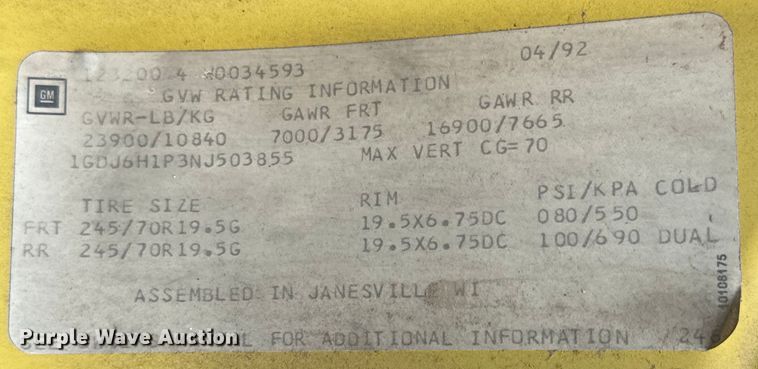 04/92
W0034593
GM
GVW RATING INFORMATION
GVWR-LB/KG GAWR FRT GAWR RR
23900/10840 7000/3175 16900/7665
1GDJ6H1P3NJ503855 MAX VERT CG=70
TIRE SIZE RIM PSI/KPA COLD
FRT 245/70R19.5G 19.5X6.75DC 080/550
RR 245/70R19.5G 19.5X6.75DC 100/690 DUAL
ASSEMBLED IN JANESVILLE WI
10108175
Purple Wave Auction
FOR ADDITIONAL INFORMATION